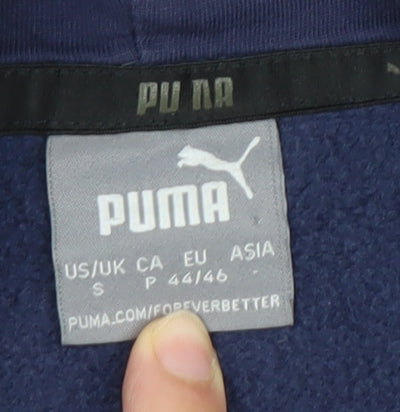 PUMA
PUMA
US/UK CA EU ASIA
S P 44/46 -
PUMA.COM/FOREVERBETTER